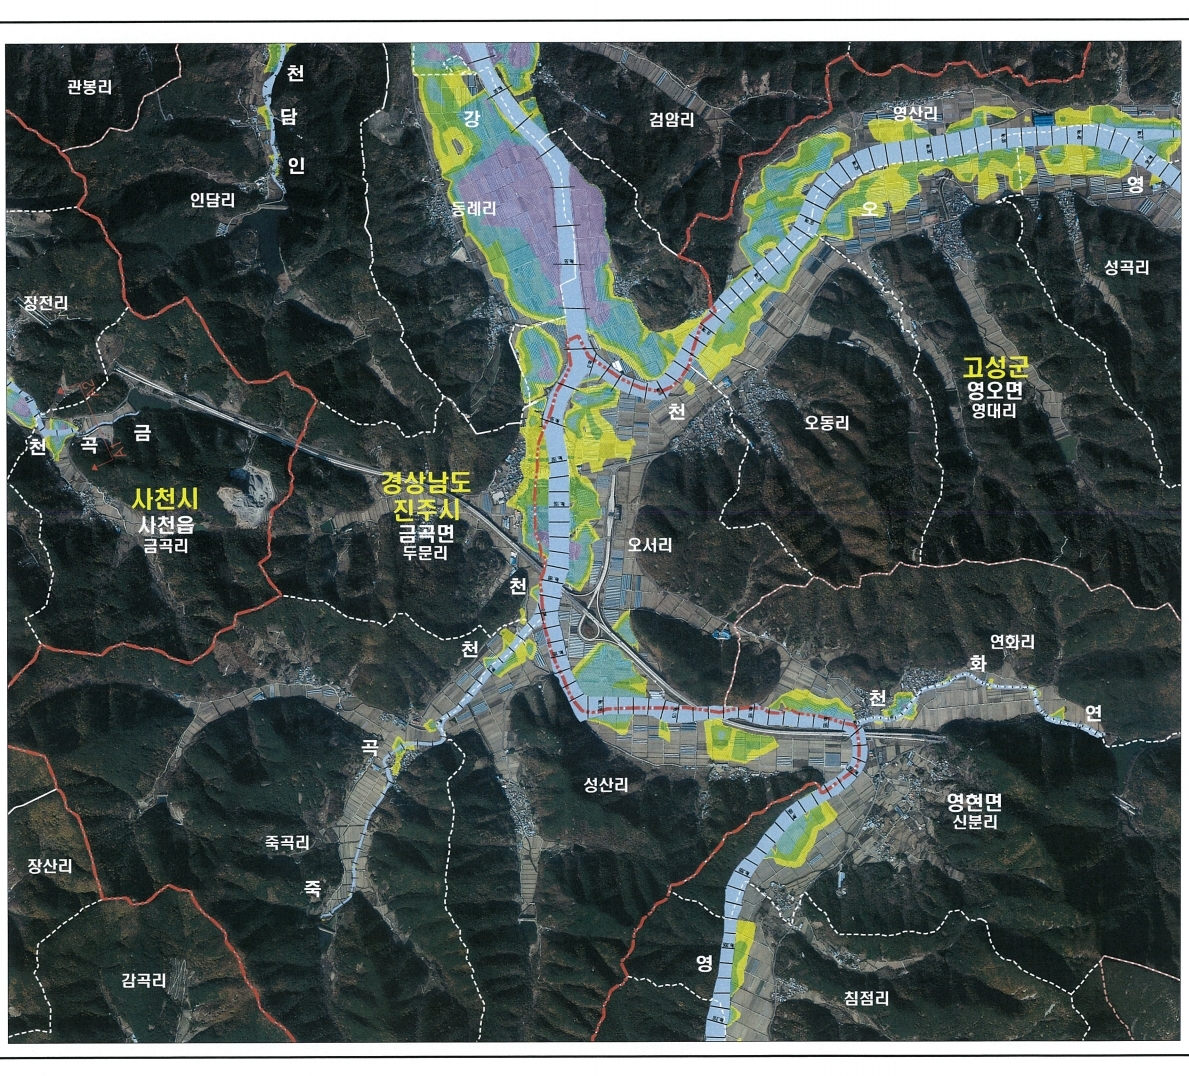 관봉리
천
담
인
인담리
강
검암리
영산리
동례리
오
영
성곡리
장전리
천
곡
금
고성군
영오면
영대리
천
오동리
사천시
사천읍
금곡리
경상남도
진주시
금곡면
두문리
오서리
천
천
연화리
화
천
연
곡
성산리
영현면
신분리
죽곡리
장산리
죽
감곡리
영
침점리